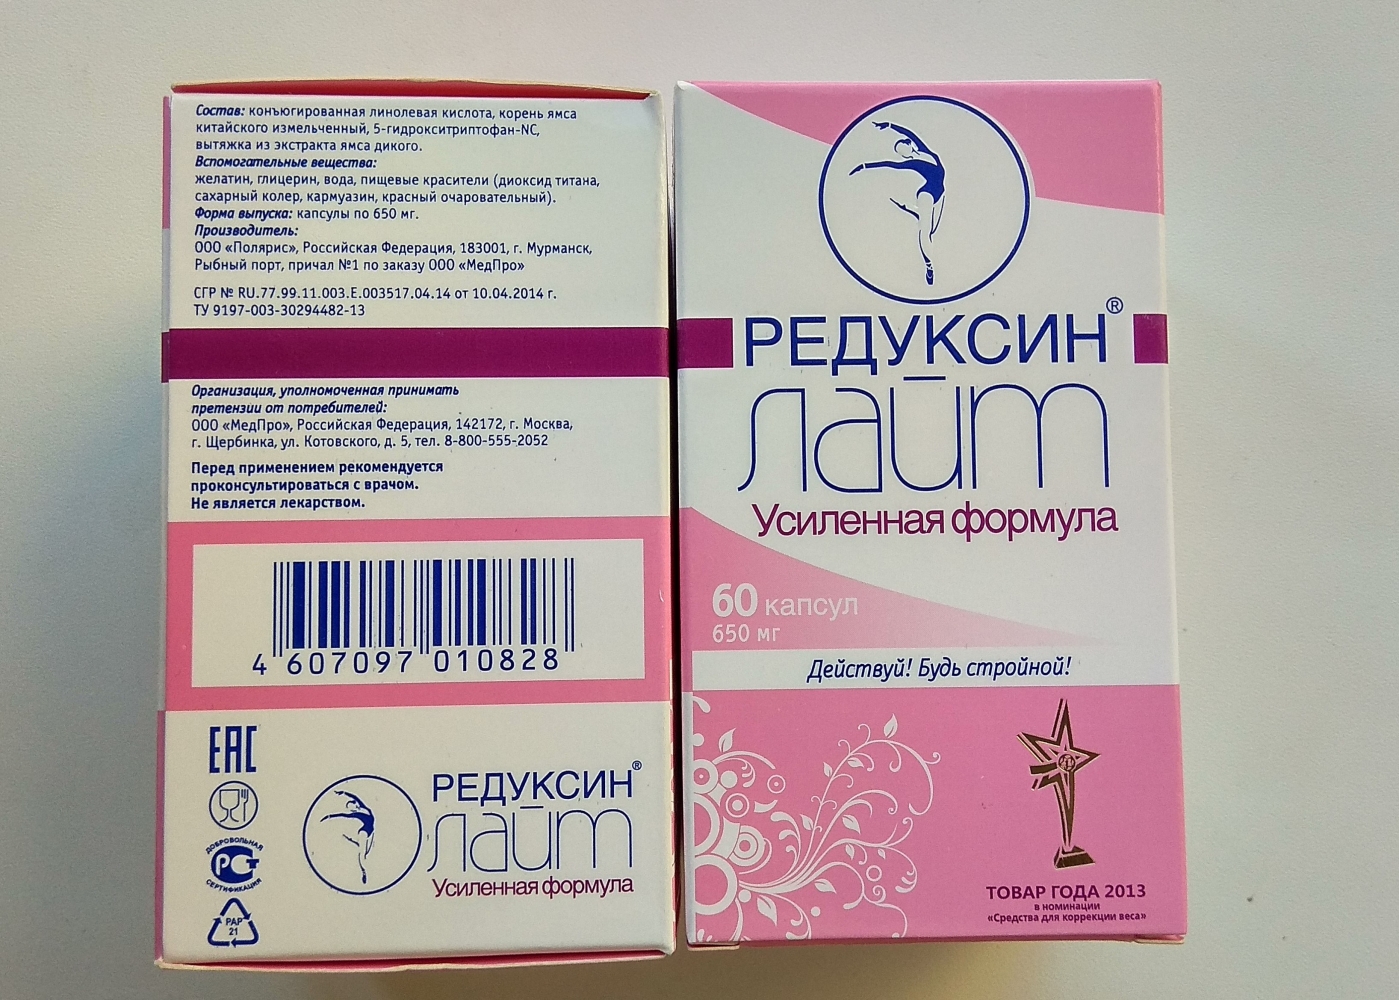 Состав: конъюгированная линолевая кислота, корень ямса
китайского измельченный, 5-гидрокситриптофан-NC,
вытяжка из экстракта ямса дикого.
Вспомогательные вещества:
желатин, глицерин, вода, пищевые красители (диоксид титана,
сахарный колер, кармуазин, красный очаровательный).
Форма выпуска: капсулы по 650 мг.
Производитель:
ООО «Полярис», Российская Федерация, 183001, г. Мурманск,
Рыбный порт, причал №1 по заказу ООО «МедПро»
СГР № RU.77.99.11.003.Е.003517.04.14 от 10.04.2014 г.
ТУ 9197-003-30294482-13
Организация, уполномоченная принимать
претензии от потребителей:
ООО «МедПро», Российская Федерация, 142172, г. Москва,
г. Щербинка, ул. Котовского, д. 5, тел. 8-800-555-2052
Перед применением рекомендуется
проконсультироваться с врачом.
Не является лекарством.
4 607097 010828
ЕАС
ДОБРОВОЛЬНАЯ
РСТ
СЕРТИФИКАЦИЯ
PAP
21
РЕДУКСИН®
лайт
Усиленная формула
РЕДУКСИН®
лайт
Усиленная формула
60 капсул
650 мг
Действуй! Будь стройной!
ТОВАР ГОДА 2013
в номинации
«Средства для коррекции веса»